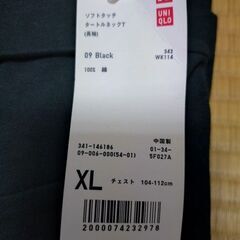 UNI
QLO
ソフトタッチ
タートルネックT
(長袖)
09 Black
343
WK114
100% 綿
中国製
341-146186
01-34-
09-006-000(54-01)
5F027A
XL チェスト 104-112cm
2000074232978